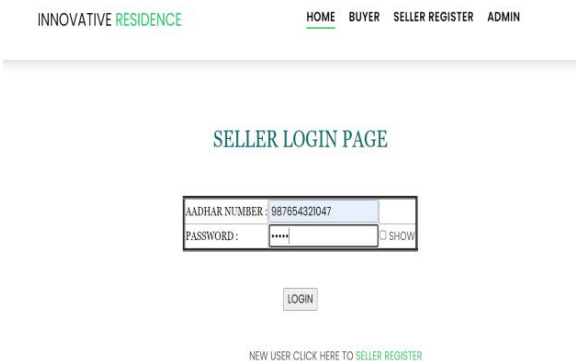 INNOVATIVE RESIDENCE
HOME BUYER SELLER REGISTER ADMIN
SELLER LOGIN PAGE
AADHAR NUMBER : 987654321047
PASSWORD : •••••
SHOW
LOGIN
NEW USER CLICK HERE TO SELLER REGISTER